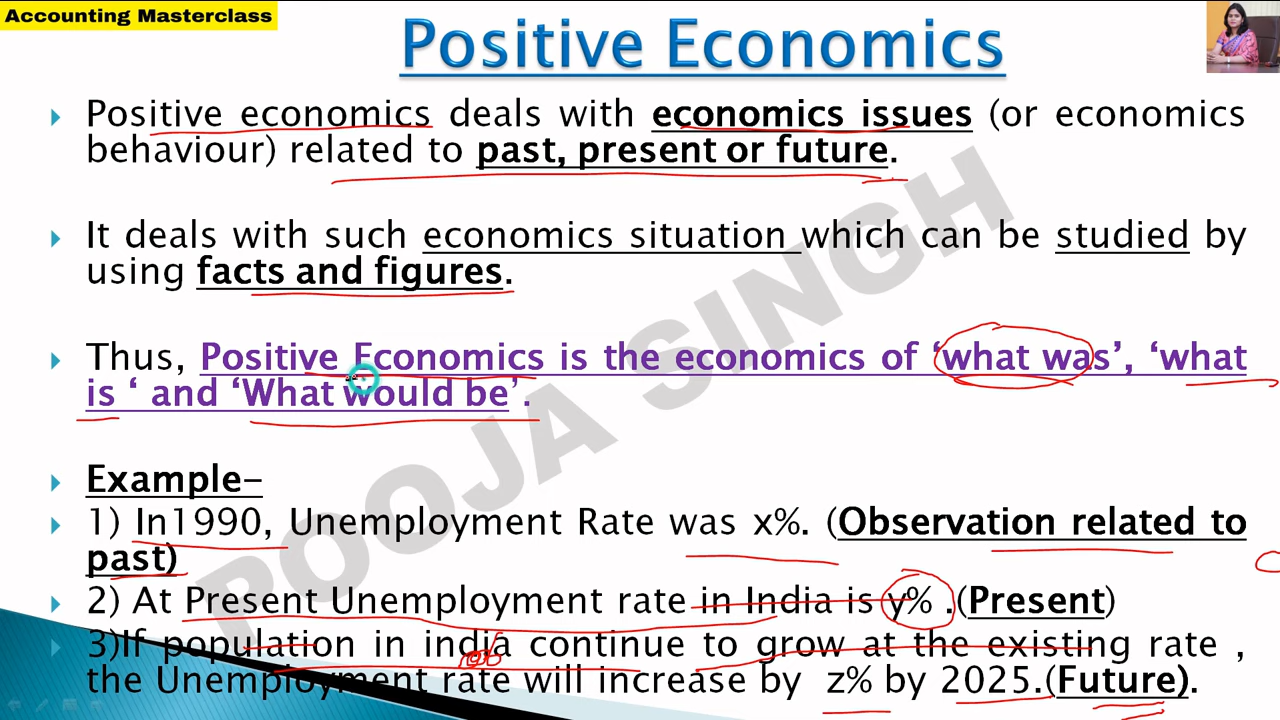 Accounting Masterclass
Positive Economics
Positive economics deals with economics issues (or economics
behaviour) related to past, present or future.
It deals with such economics situation which can be studied by
using facts and figures.
Thus, Positive Economics is the economics of ‘what was’, ‘what
is ‘ and ‘What would be’.
Example-
1) In1990, Unemployment Rate was x%. (Observation related to
past)
2) At Present Unemployment rate in India is y% .(Present)
3)If population in india continue to grow at the existing rate ,
the Unemployment rate will increase by z% by 2025.(Future).
POOJA SINGH